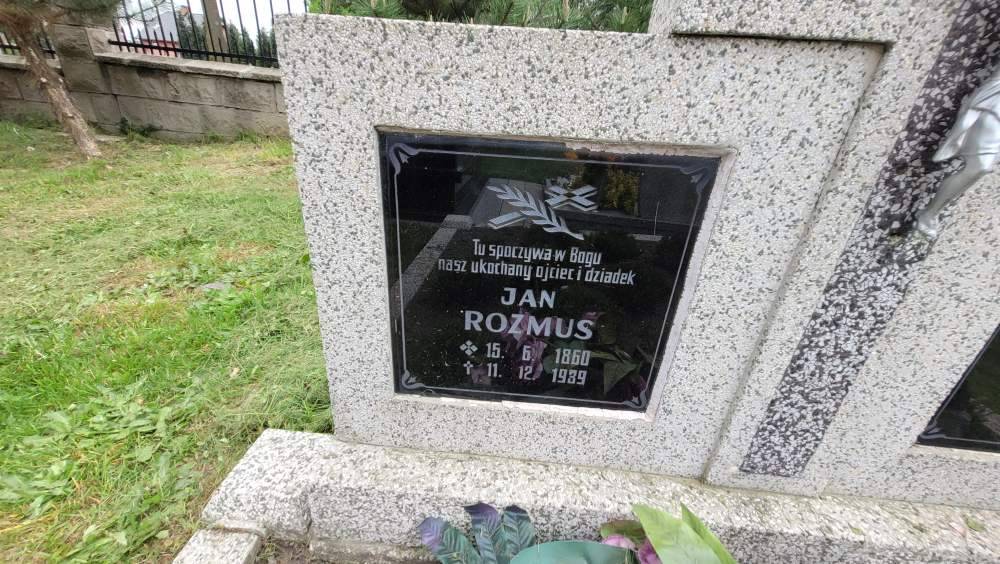 Tu spoczywa w Bogu
nasz ukochany ojciec i dziadek
JAN
ROZMUS
15. 6. 1860
† 11. 12. 1939